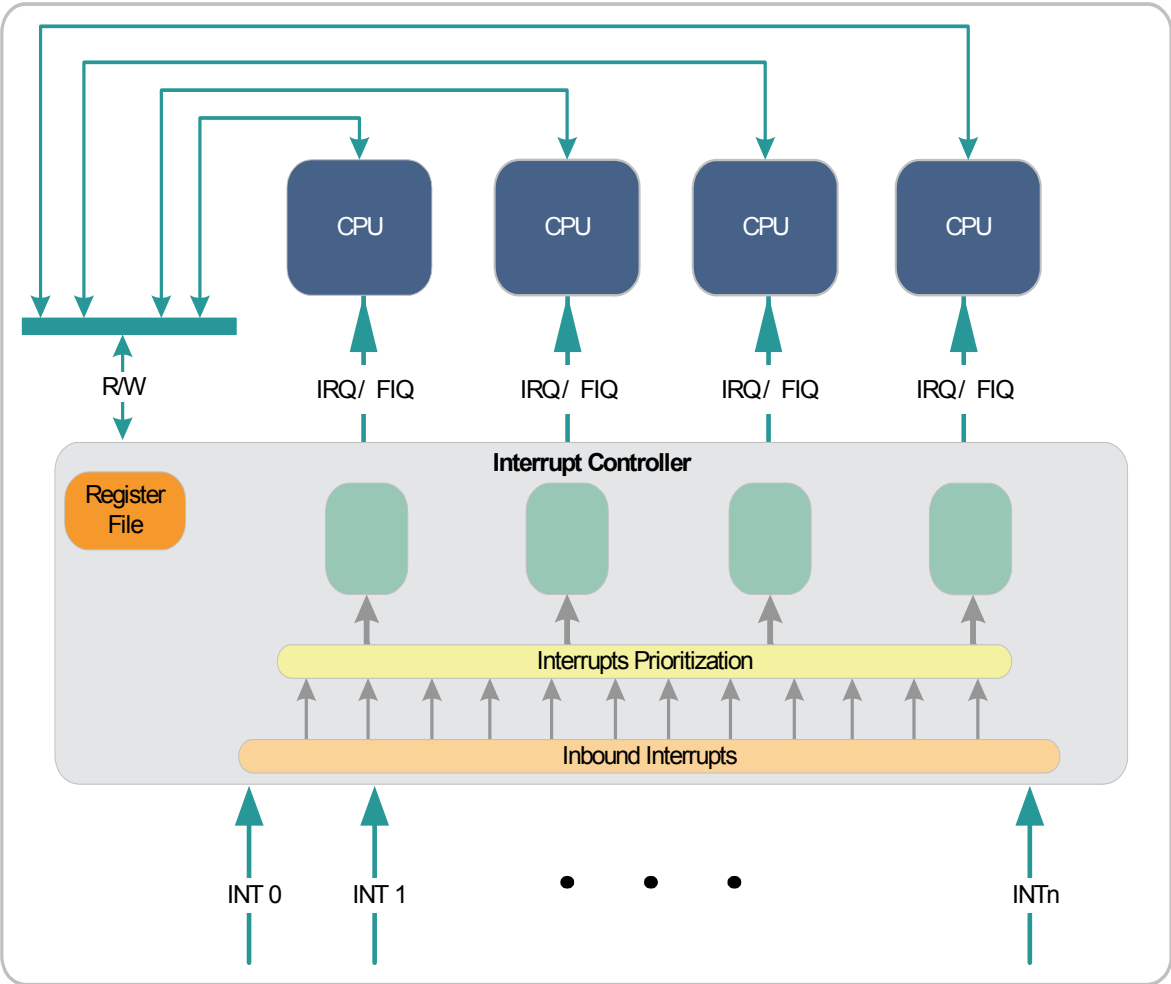 CPU
CPU
CPU
CPU
R/W
IRQ/ FIQ
IRQ/ FIQ
IRQ/ FIQ
IRQ/ FIQ
Interrupt Controller
Register
File
Interrupts Prioritization
Inbound Interrupts
INT 0
INT 1
INTn